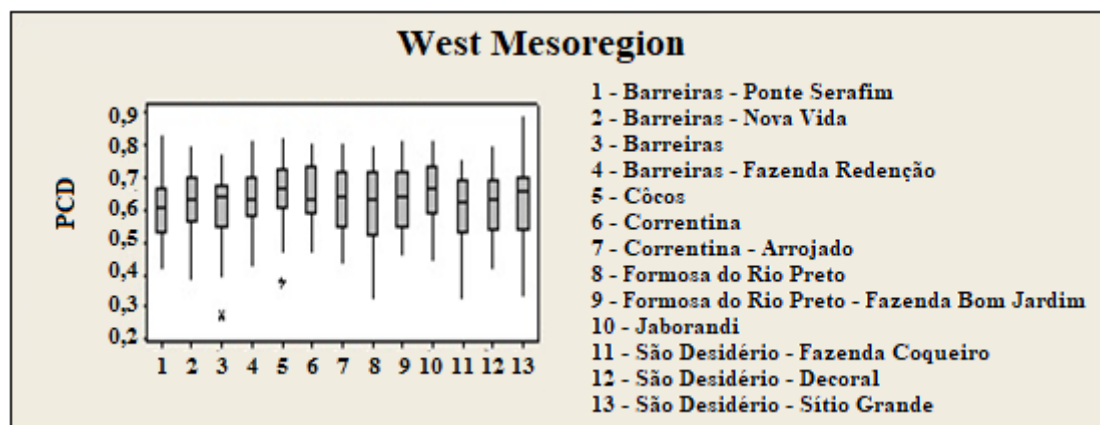 West Mesoregion
PCD
0,9
0,8
0,7
0,6
0,5
0,4
0,3
0,2
1 2 3 4 5 6 7 8 9 10 11 12 13
1 - Barreiras - Ponte Serafim
2 - Barreiras - Nova Vida
3 - Barreiras
4 - Barreiras - Fazenda Redenção
5 - Côcos
6 - Correntina
7 - Correntina - Arrojado
8 - Formosa do Rio Preto
9 - Formosa do Rio Preto - Fazenda Bom Jardim
10 - Jaborandi
11 - São Desidério - Fazenda Coqueiro
12 - São Desidério - Decoral
13 - São Desidério - Sítio Grande